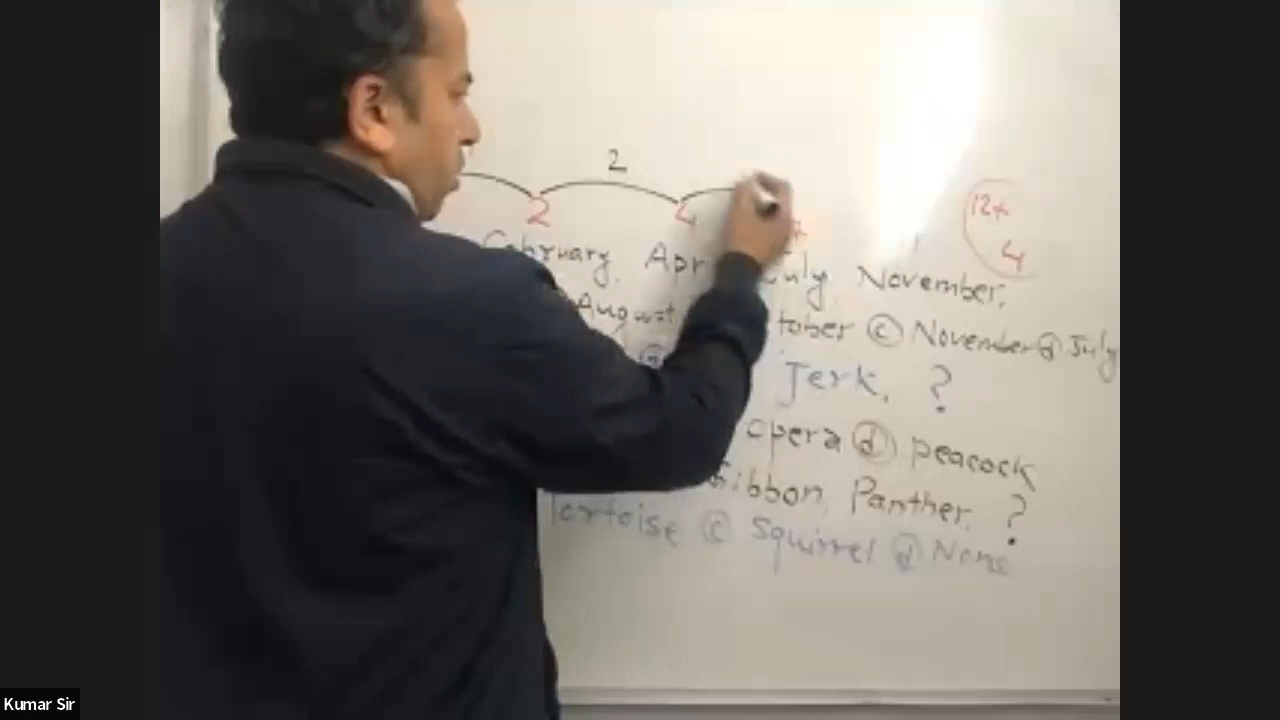 2
2 4
12+
4
February, Apr July, November,
August tober ⓒ November ⓓ July
Jerk, ?
opera ⓓ peacock
Gibbon, Panther, ?
Tortoise ⓒ Squirrel ⓓ None
Kumar Sir